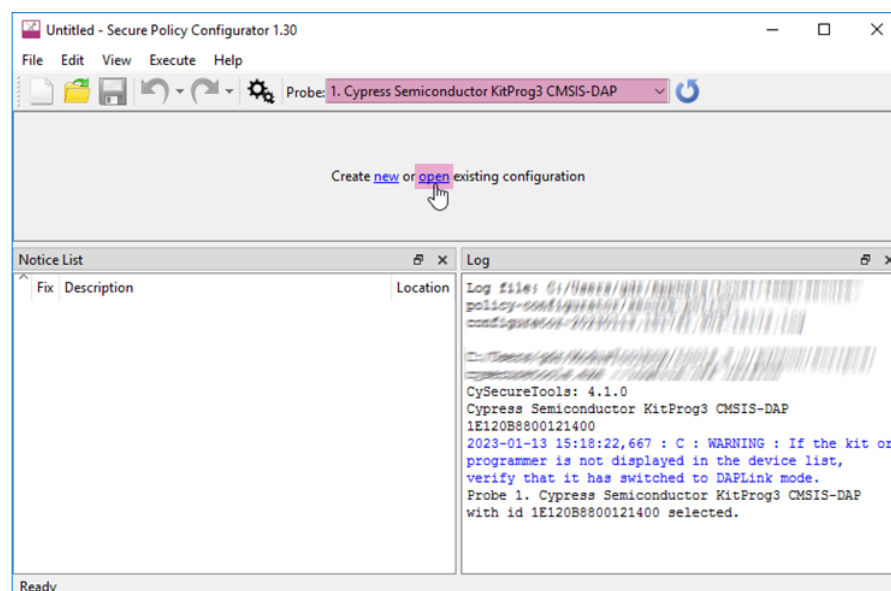 Untitled - Secure Policy Configurator 1.30
File Edit View Execute Help
Probe: 1. Cypress Semiconductor KitProg3 CMSIS-DAP
Create new or open existing configuration
Notice List
Fix Description Location
Log
Log file:
CySecureTools: 4.1.0
Cypress Semiconductor KitProg3 CMSIS-DAP
1E120B8800121400
2023-01-13 15:18:22,667 : C : WARNING : If the kit or
programmer is not displayed in the device list,
verify that it has switched to DAPLink mode.
Probe 1. Cypress Semiconductor KitProg3 CMSIS-DAP
with id 1E120B8800121400 selected.
Ready